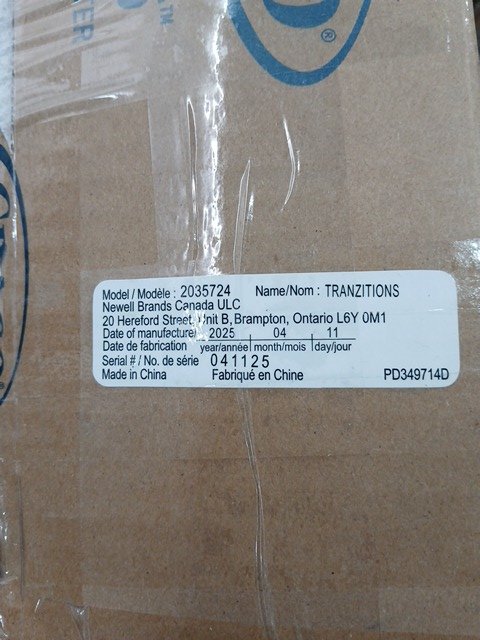 TM
TER
®
Model / Modèle : 2035724 Name/Nom : TRANZITIONS
Newell Brands Canada ULC
20 Hereford Street, Unit B, Brampton, Ontario L6Y 0M1
Date of manufacture 2025 04 11
Date de fabrication year/année month/mois day/jour
Serial # / No. de série 041125
Made in China Fabriqué en Chine PD349714D